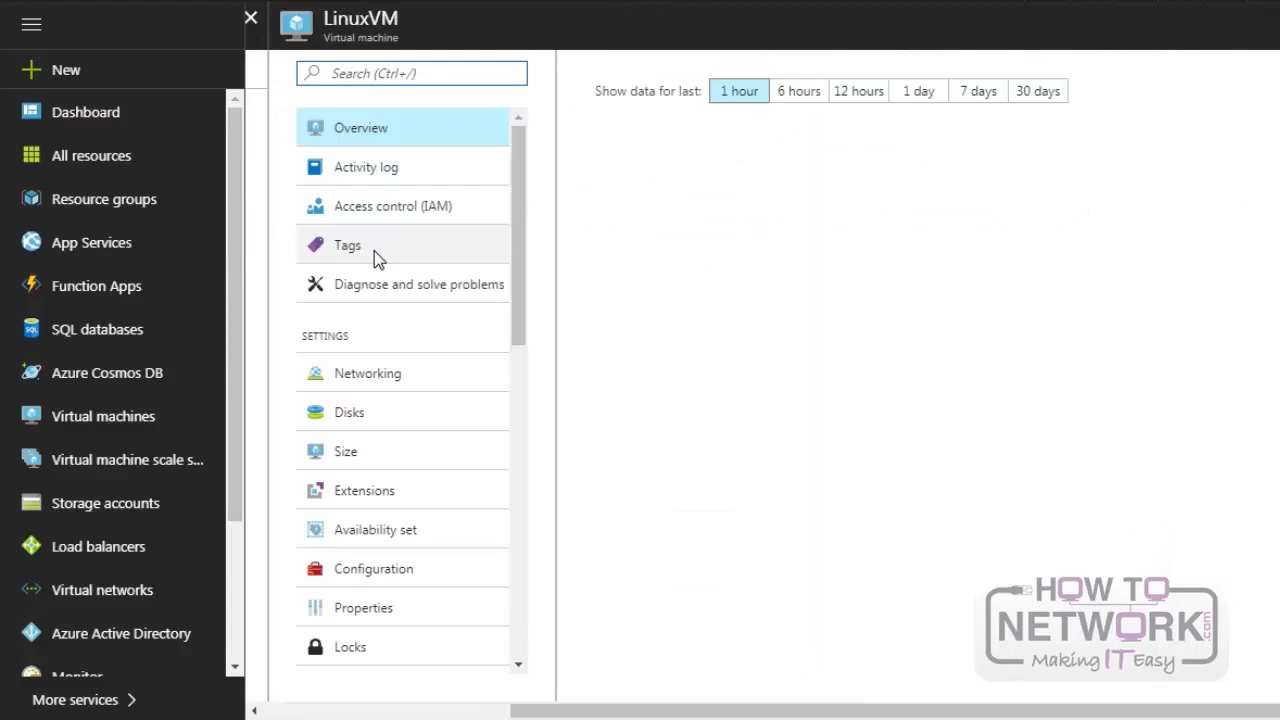 LinuxVM
Virtual machine
New
Dashboard
All resources
Resource groups
App Services
Function Apps
SQL databases
Azure Cosmos DB
Virtual machines
Virtual machine scale s...
Storage accounts
Load balancers
Virtual networks
Azure Active Directory
Monitor
More services
Search (Ctrl+/)
Overview
Activity log
Access control (IAM)
Tags
Diagnose and solve problems
SETTINGS
Networking
Disks
Size
Extensions
Availability set
Configuration
Properties
Locks
Show data for last: 1 hour 6 hours 12 hours 1 day 7 days 30 days
HOW TO
NETWORK.com
Making IT Easy